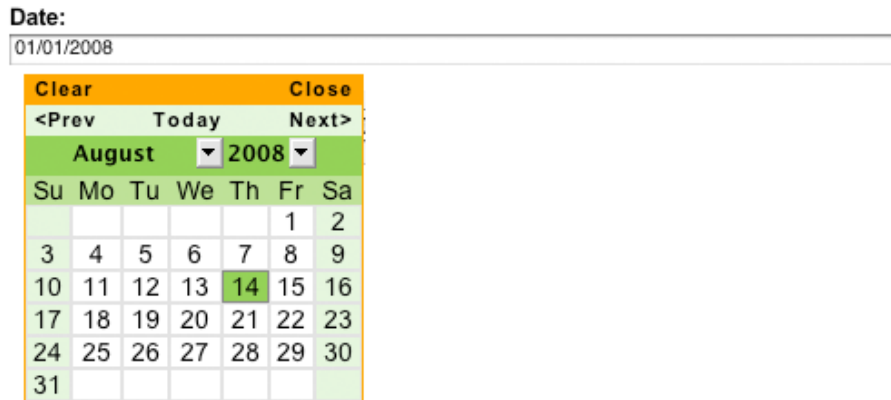 Date:
01/01/2008
Clear Close
<Prev Today Next>
August 2008
Su Mo Tu We Th Fr Sa
1 2
3 4 5 6 7 8 9
10 11 12 13 14 15 16
17 18 19 20 21 22 23
24 25 26 27 28 29 30
31